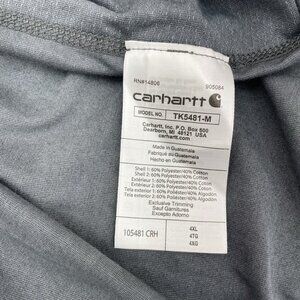 RN#14806 905084
carhartt
MODEL NO. TK5481-M
Carhartt, Inc. P.O. Box 600
Dearborn, MI 48121 USA
carhartt.com
Made in Guatemala
Fabriqué au Guatemala
Hecho en Guatemala
Shell 1: 60% Polyester/40% Cotton
Shell 2: 60% Polyester/40% Cotton
Extérieur 1: 60% Polyester/40% Coton
Extérieur 2: 60% Polyester/40% Coton
Tela exterior 1: 60% Poliéster/40% Algodón
Tela exterior 2: 60% Poliéster/40% Algodón
Exclusive Trimming
Sauf Garnitures
Excepto Adorno
105481 CRH
4XL
4TG
4XG